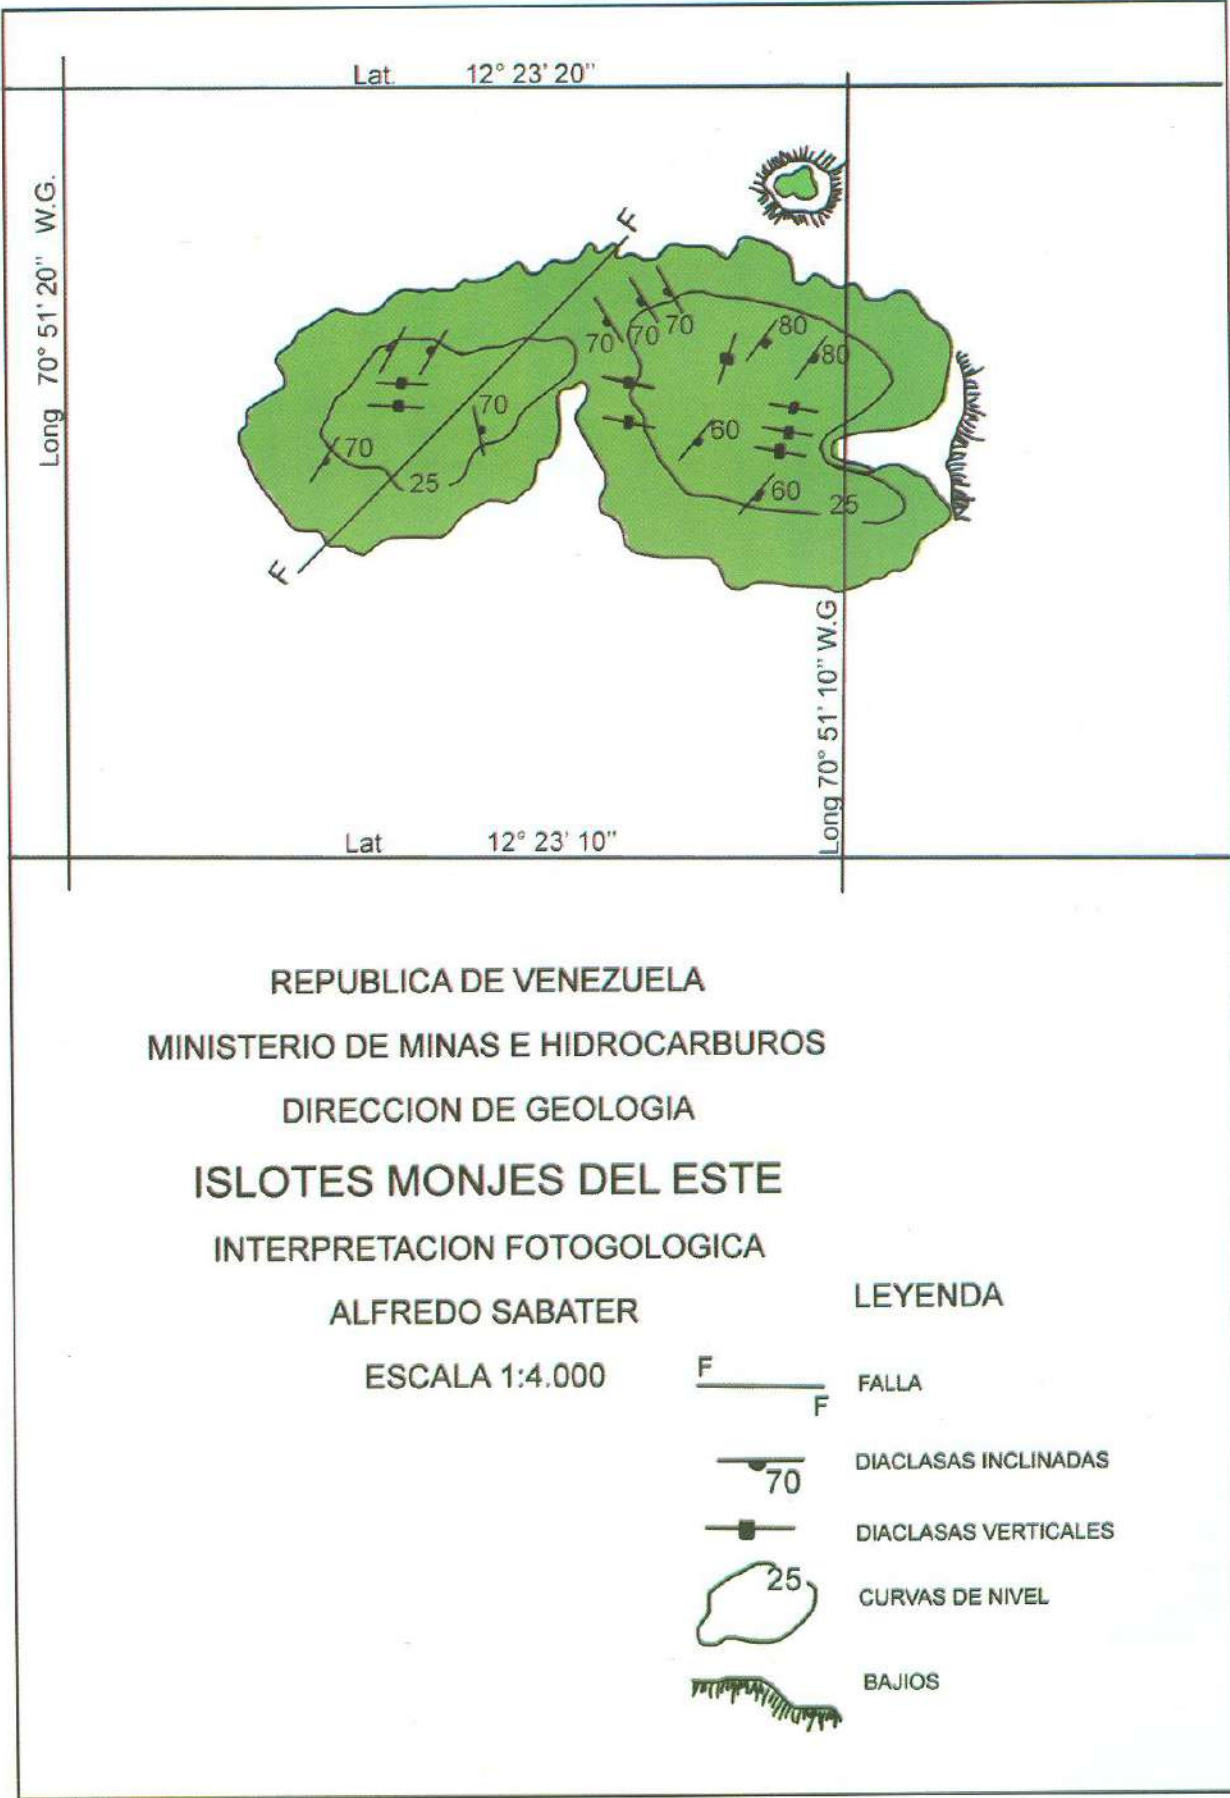 Lat. 12° 23' 20"
Long 70° 51' 20" W.G.
F
70 70 70
80
80
70
60
70
25
60
25
F
Long 70° 51' 10" W.G
Lat 12° 23' 10"
REPUBLICA DE VENEZUELA
MINISTERIO DE MINAS E HIDROCARBUROS
DIRECCION DE GEOLOGIA
ISLOTES MONJES DEL ESTE
INTERPRETACION FOTOGOLOGICA
ALFREDO SABATER
ESCALA 1:4.000
LEYENDA
F F FALLA
70 DIACLASAS INCLINADAS
DIACLASAS VERTICALES
25 CURVAS DE NIVEL
BAJIOS